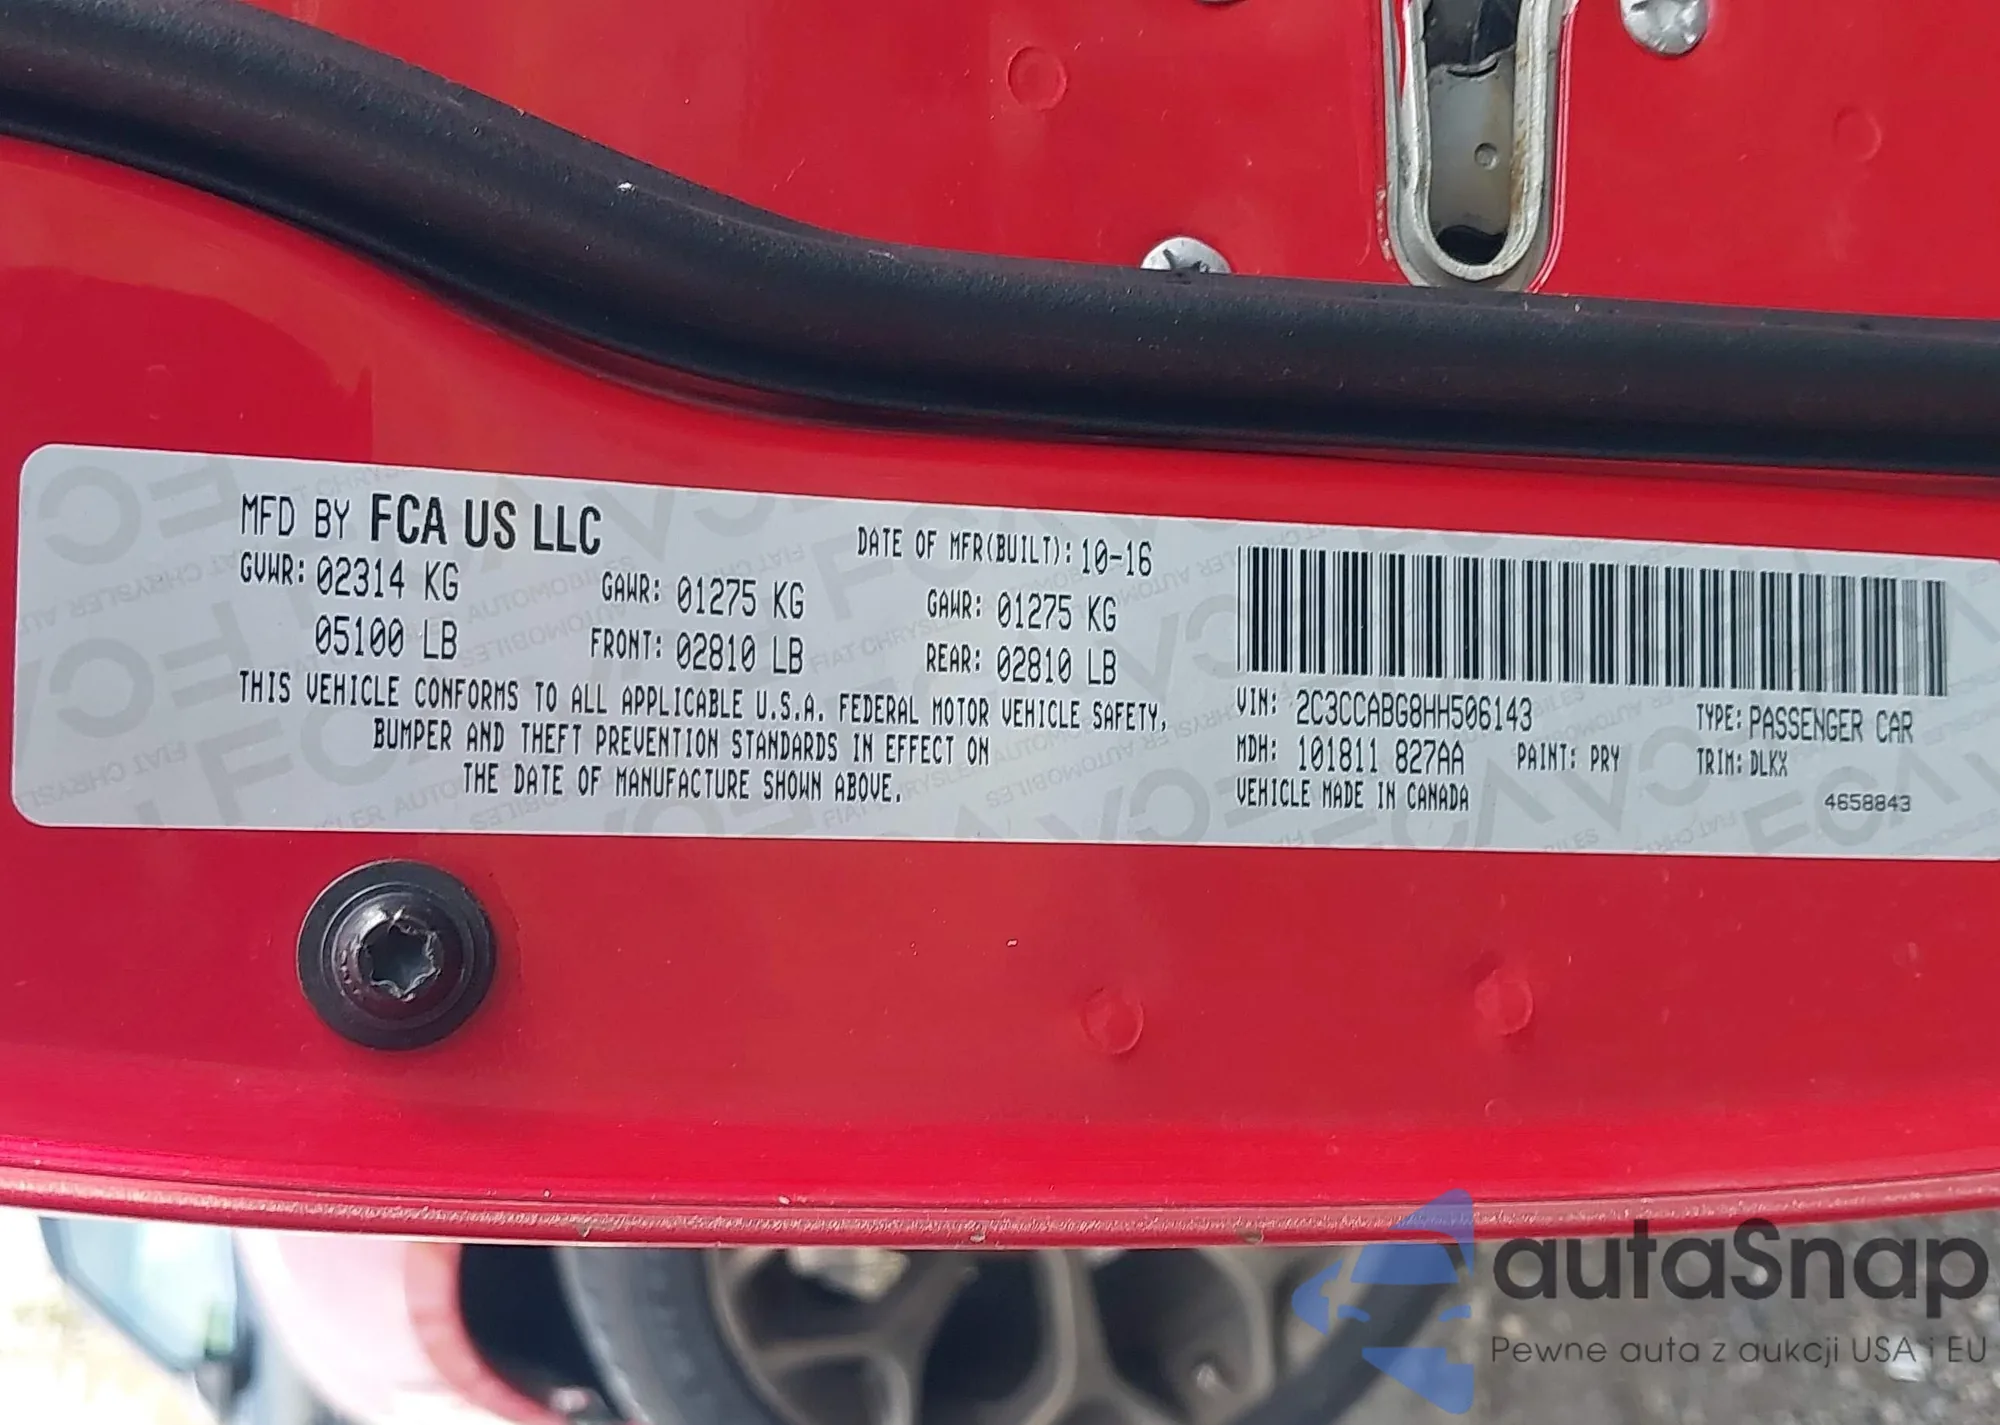 MFD BY FCA US LLC
DATE OF MFR(BUILT): 10-16
GVWR: 02314 KG
GAWR: 01275 KG
GAWR: 01275 KG
05100 LB
FRONT: 02810 LB
REAR: 02810 LB
THIS VEHICLE CONFORMS TO ALL APPLICABLE U.S.A. FEDERAL MOTOR VEHICLE SAFETY,
BUMPER AND THEFT PREVENTION STANDARDS IN EFFECT ON
THE DATE OF MANUFACTURE SHOWN ABOVE.
VIN: 2C3CCABG8HH506143
TYPE: PASSENGER CAR
MDH: 101811 827AA
PAINT: PRY
TRIM: DLKX
VEHICLE MADE IN CANADA
4658843
autaSnap
Pewne auta z aukcji USA i EU